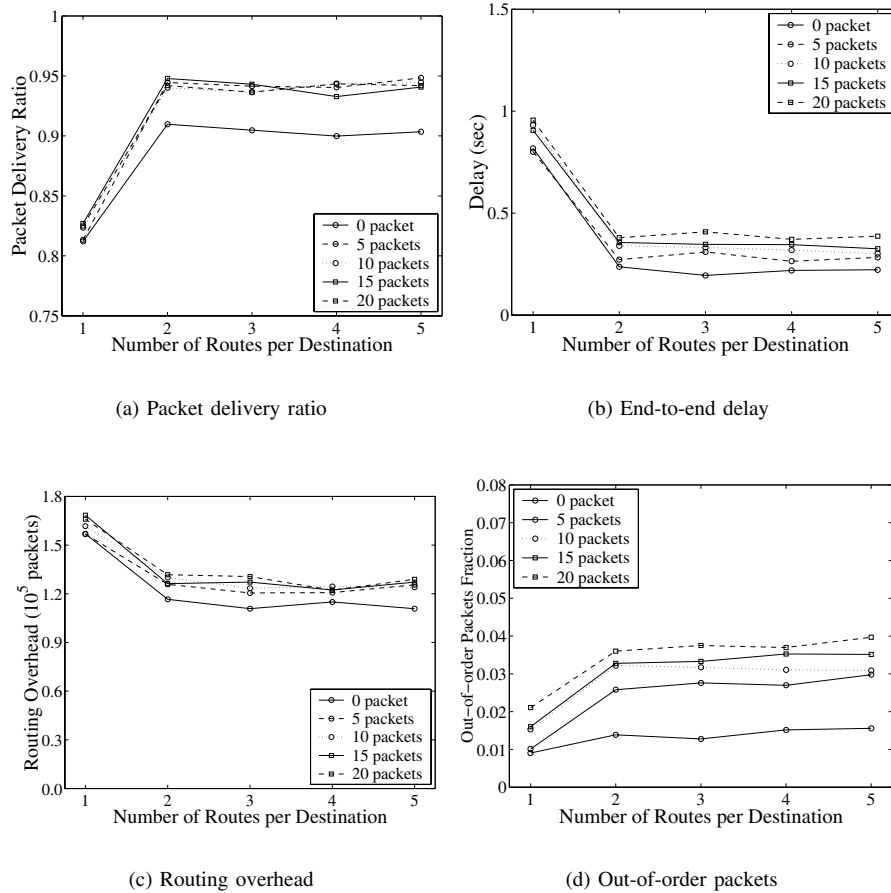 1
0.95
0.9
0.85
0.8
0.75
Packet Delivery Ratio
0 packet
5 packets
10 packets
15 packets
20 packets
1 2 3 4 5
Number of Routes per Destination
(a) Packet delivery ratio
1.5
1
0.5
0
Delay (sec)
0 packet
5 packets
10 packets
15 packets
20 packets
1 2 3 4 5
Number of Routes per Destination
(b) End-to-end delay
1.8
1.5
1.2
0.9
0.6
0.3
0.0
Routing Overhead (10^5 packets)
0 packet
5 packets
10 packets
15 packets
20 packets
1 2 3 4 5
Number of Routes per Destination
(c) Routing overhead
0.08
0.07
0.06
0.05
0.04
0.03
0.02
0.01
0
Out-of-order Packets Fraction
0 packet
5 packets
10 packets
15 packets
20 packets
1 2 3 4 5
Number of Routes per Destination
(d) Out-of-order packets